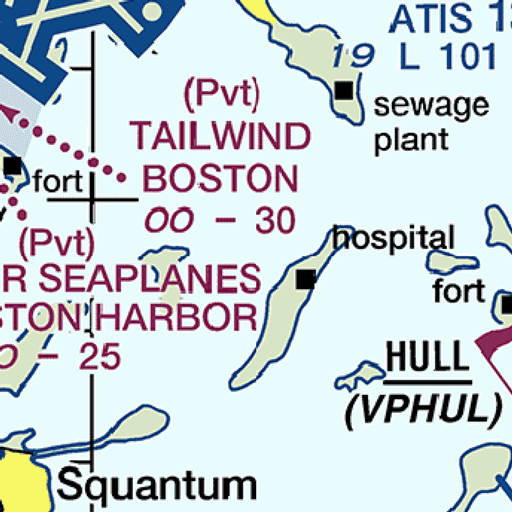 ATIS
19 L 101
(Pvt)
TAILWIND
BOSTON
OO - 30
sewage
plant
fort
(Pvt)
R SEAPLANES
STON HARBOR
- 25
hospital
fort
HULL
(VPHUL)
Squantum